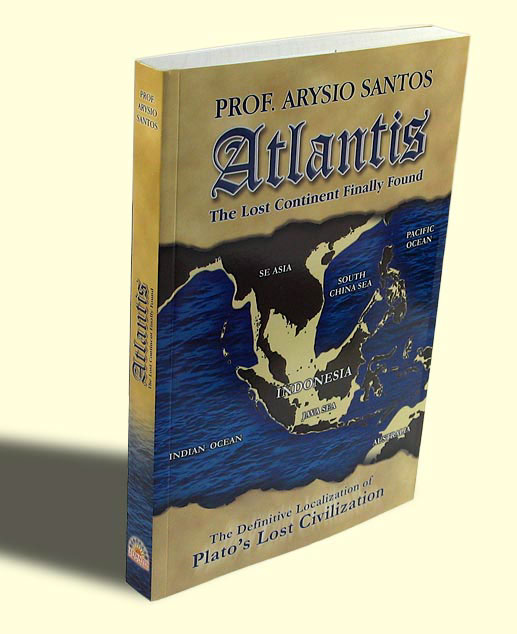 PROF.
ARYSIO
SANTOS
Atlantis
The Lost Continent Finally Found
PROF. ARYSIO SANTOS
Atlantis
The Lost Continent Finally Found
PACIFIC
OCEAN
SE ASIA
SOUTH
CHINA SEA
INDONESIA
JAVA SEA
INDIAN OCEAN
AUSTRALIA
The Definitive Localization of
Plato's Lost Civilization